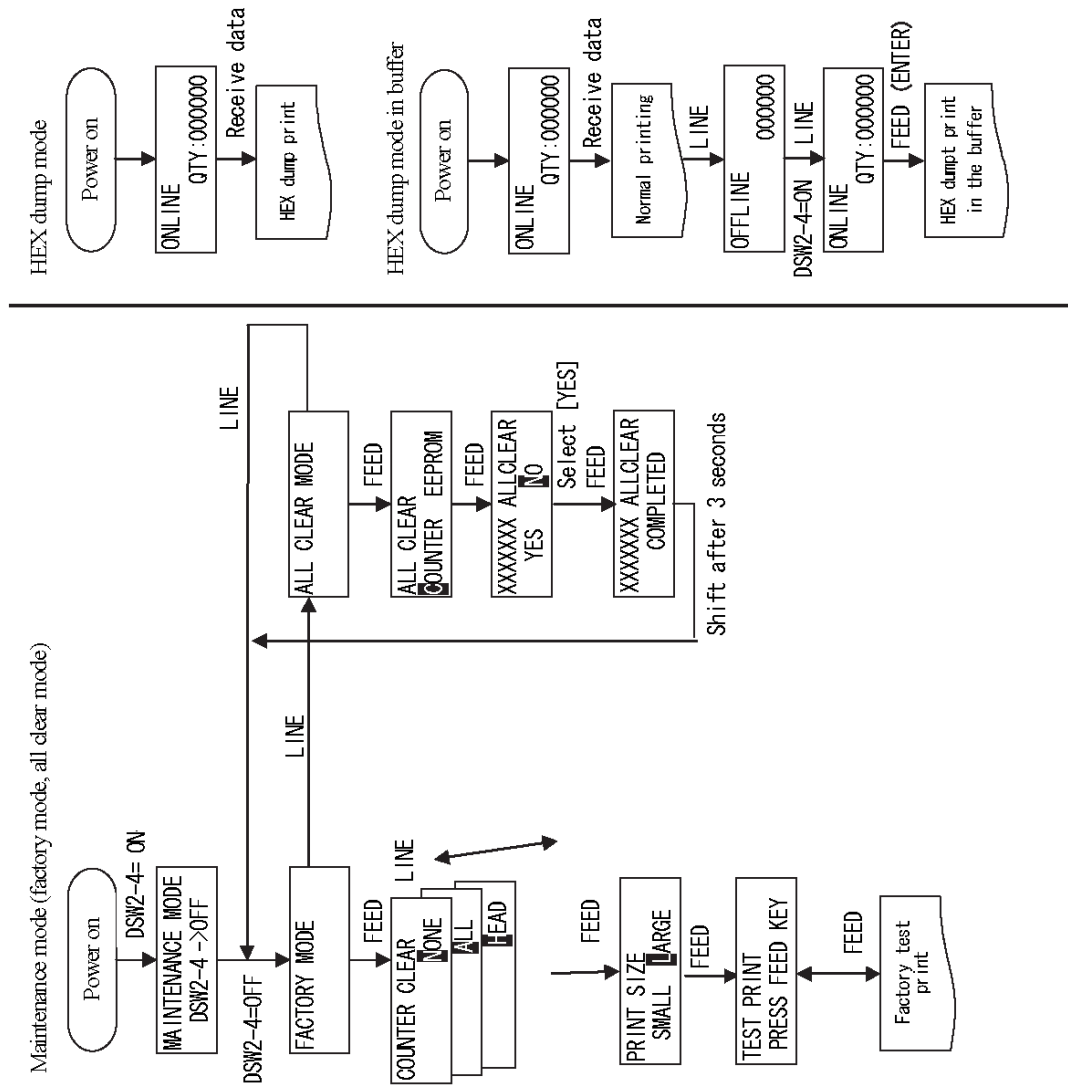 Maintenance mode (factory mode, all clear mode)
Power on
DSW2-4= ON
MAINTENANCE MODE
DSW2-4 ->OFF
DSW2-4=OFF
FACTORY MODE
LINE
FEED
COUNTER CLEAR
NONE
ALL
HEAD
LINE
FEED
PRINT SIZE
SMALL LARGE
FEED
TEST PRINT
PRESS FEED KEY
FEED
Factory test
print
LINE
ALL CLEAR MODE
FEED
ALL CLEAR
COUNTER EEPROM
FEED
XXXXXXX ALLCLEAR
YES NO
Select [YES]
FEED
XXXXXXX ALLCLEAR
COMPLETED
Shift after 3 seconds
HEX dump mode
Power on
ONLINE
QTY:000000
Receive data
HEX dump print
HEX dump mode in buffer
Power on
ONLINE
QTY:000000
Receive data
Normal printing
LINE
OFFLINE
000000
DSW2-4=ON
LINE
ONLINE
QTY:000000
FEED (ENTER)
HEX dumpt print
in the buffer